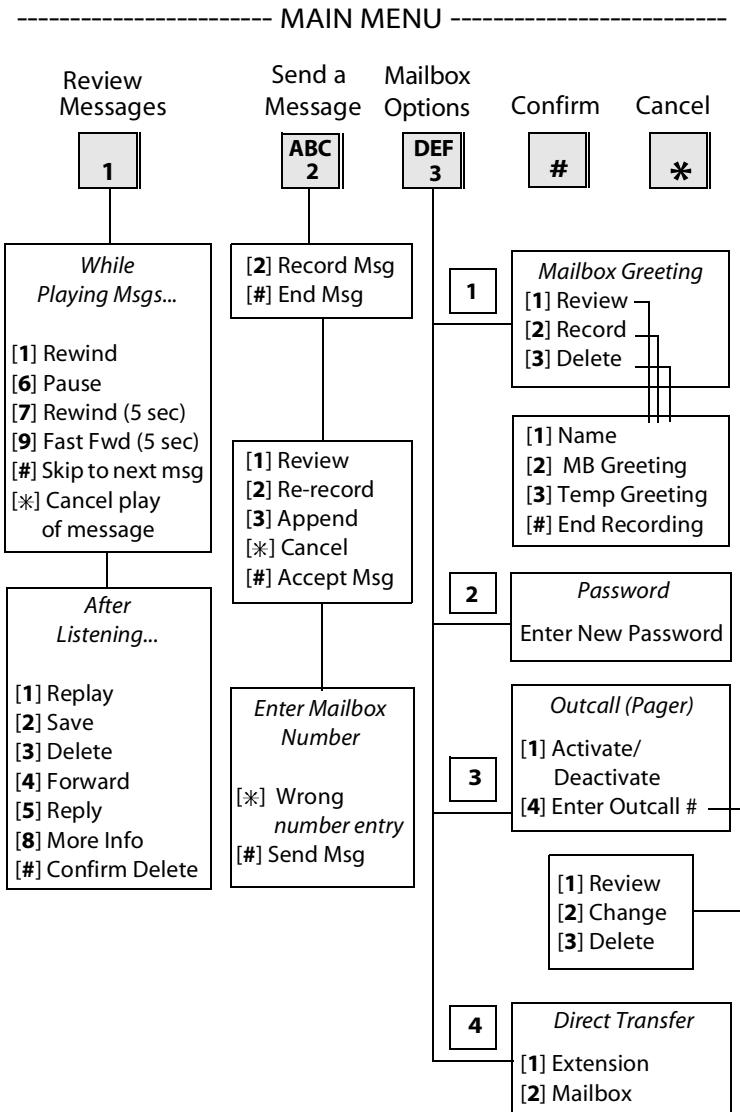 ------------------------ MAIN MENU --------------------------
Review
Messages
1
While
Playing Msgs...
[1] Rewind
[6] Pause
[7] Rewind (5 sec)
[9] Fast Fwd (5 sec)
[#] Skip to next msg
[*] Cancel play
of message
After
Listening...
[1] Replay
[2] Save
[3] Delete
[4] Forward
[5] Reply
[8] More Info
[#] Confirm Delete
Send a
Message
ABC
2
[2] Record Msg
[#] End Msg
[1] Review
[2] Re-record
[3] Append
[*] Cancel
[#] Accept Msg
Enter Mailbox
Number
[*] Wrong
number entry
[#] Send Msg
Mailbox
Options
DEF
3
Confirm
#
Cancel
*
1
Mailbox Greeting
[1] Review
[2] Record
[3] Delete
[1] Name
[2] MB Greeting
[3] Temp Greeting
[#] End Recording
2
Password
Enter New Password
3
Outcall (Pager)
[1] Activate/
Deactivate
[4] Enter Outcall #
[1] Review
[2] Change
[3] Delete
4
Direct Transfer
[1] Extension
[2] Mailbox